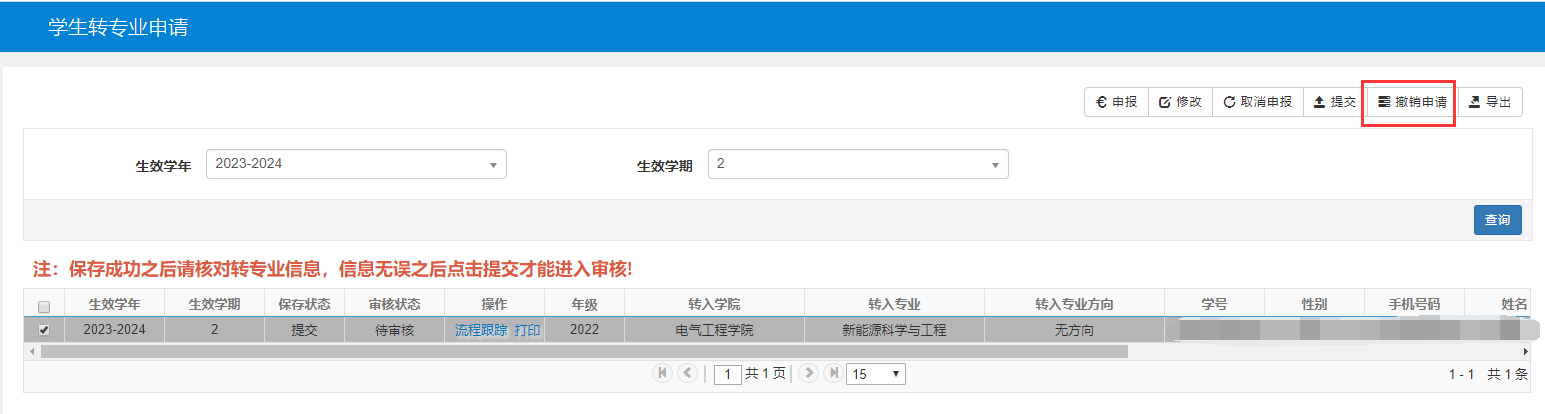 学生转专业申请
申报 修改 取消申报 提交 撤销申请 导出
生效学年 2023-2024 生效学期 2
查询
注：保存成功之后请核对转专业信息，信息无误之后点击提交才能进入审核!
生效学年 生效学期 保存状态 审核状态 操作 年级 转入学院 转入专业 转入专业方向 学号 性别 手机号码 姓名
2023-2024 2 提交 待审核 流程跟踪 打印 2022 电气工程学院 新能源科学与工程 无方向
1 共 1 页 15 1 - 1 共 1 条